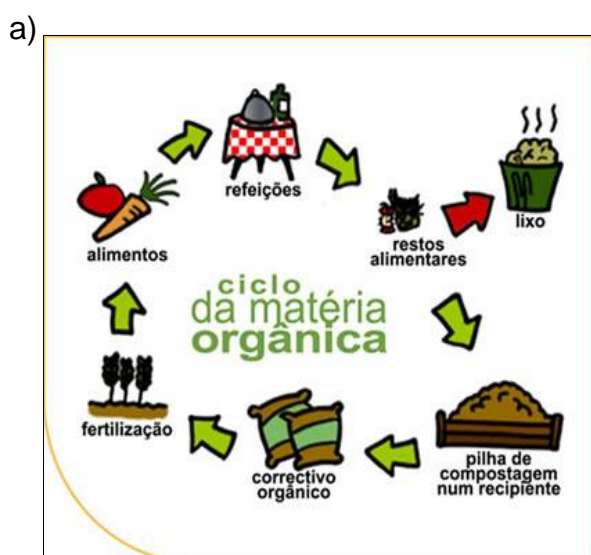 a)
refeições
lixo
restos
alimentares
alimentos
ciclo
da matéria
orgânica
fertilização
correctivo
orgânico
pilha de
compostagem
num recipiente